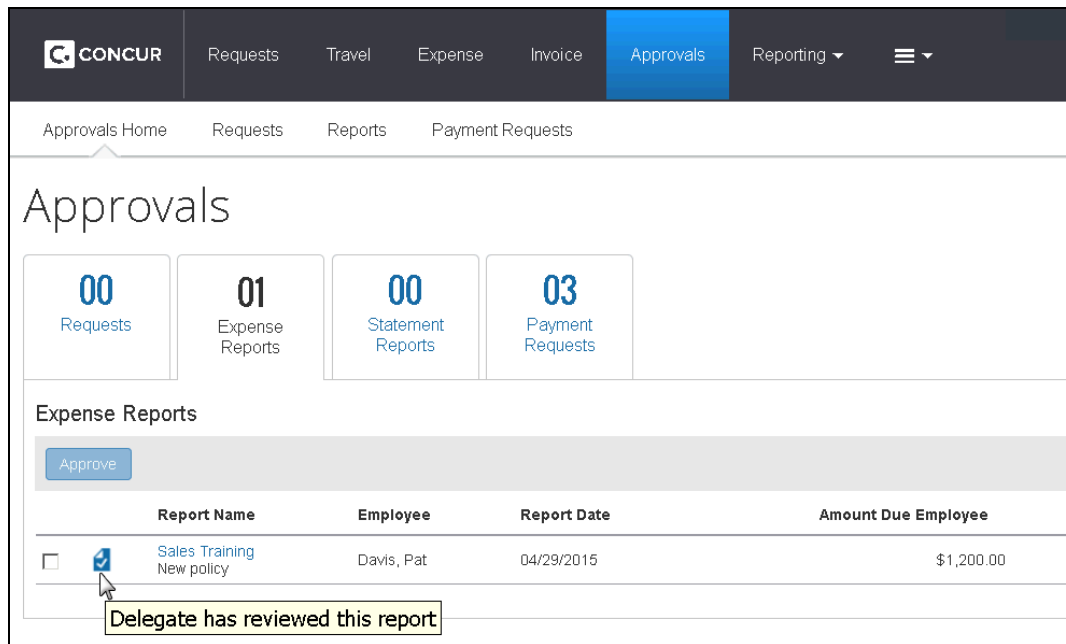 C. CONCUR Requests Travel Expense Invoice Approvals Reporting
Approvals Home Requests Reports Payment Requests
Approvals
00 01 00 03
Requests Expense Reports Statement Reports Payment Requests
Expense Reports
Approve
Report Name Employee Report Date Amount Due Employee
Sales Training Davis, Pat 04/29/2015 $1,200.00
New policy
Delegate has reviewed this report